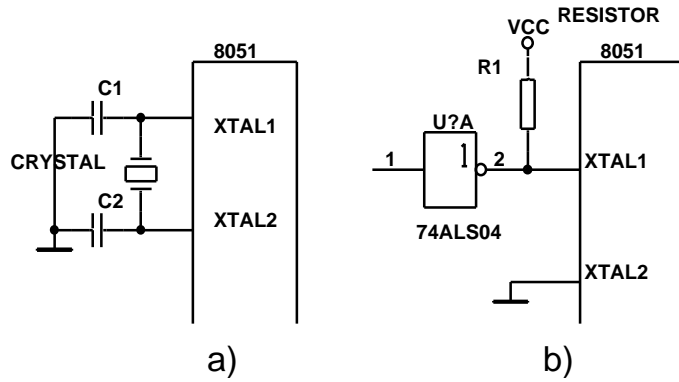 8051
C1
XTAL1
CRYSTAL
C2
XTAL2
a)
RESISTOR
VCC
8051
R1
U?A
1
1
2
XTAL1
74ALS04
XTAL2
b)